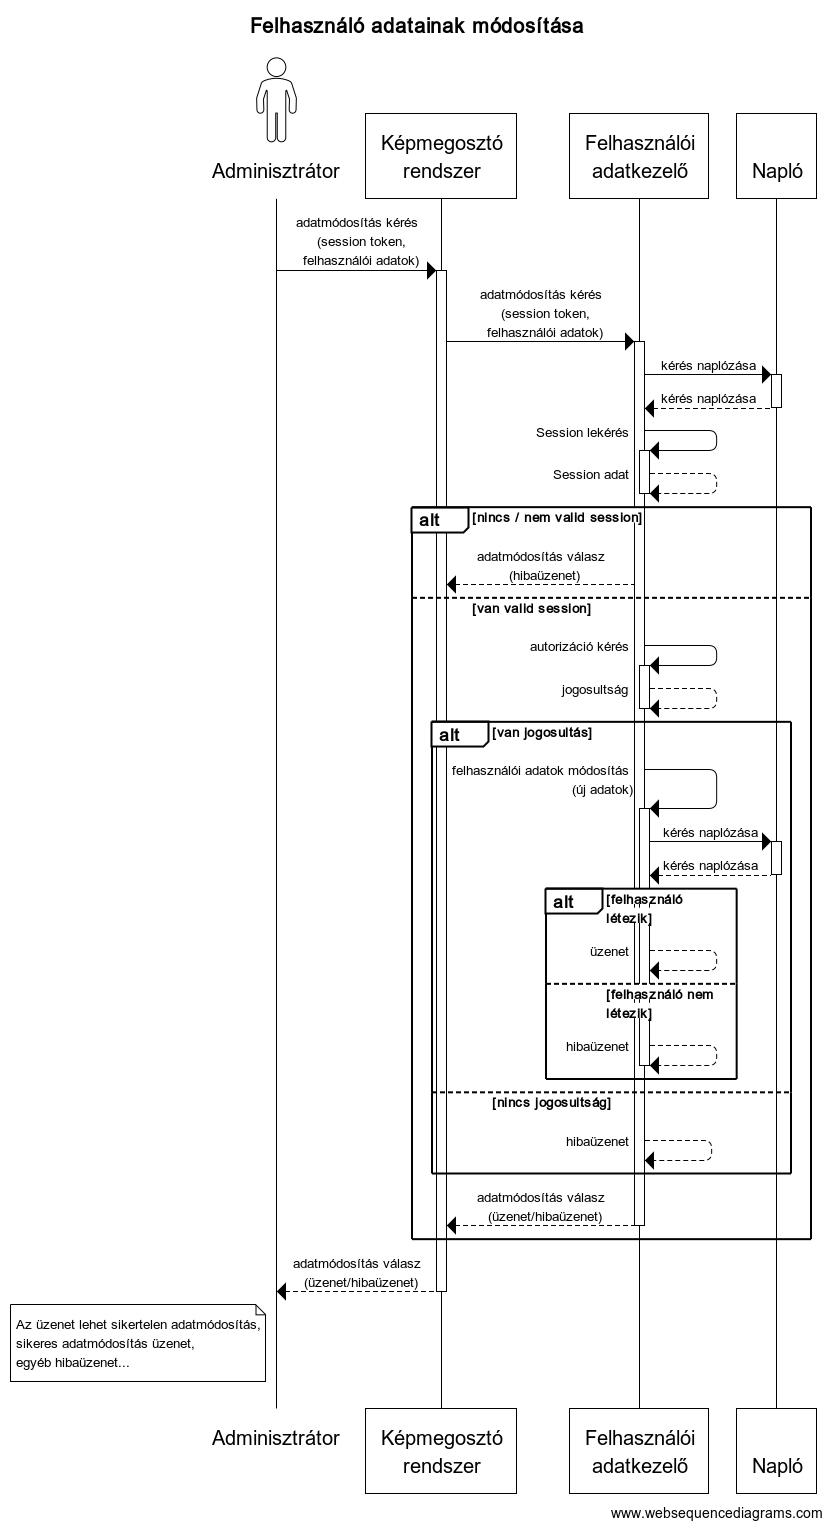 Felhasználó adatainak módosítása
Adminisztrátor
Képmegosztó
rendszer
Felhasználói
adatkezelő
Napló
adatmódosítás kérés
(session token,
felhasználói adatok)
adatmódosítás kérés
(session token,
felhasználói adatok)
kérés naplózása
kérés naplózása
Session lekérés
Session adat
alt [nincs / nem valid session]
adatmódosítás válasz
(hibaüzenet)
[van valid session]
autorizáció kérés
jogosultság
alt [van jogosultás]
felhasználói adatok módosítás
(új adatok)
kérés naplózása
kérés naplózása
alt [felhasználó
létezik]
üzenet
[felhasználó nem
létezik]
hibaüzenet
[nincs jogosultság]
hibaüzenet
adatmódosítás válasz
(üzenet/hibaüzenet)
adatmódosítás válasz
(üzenet/hibaüzenet)
Az üzenet lehet sikertelen adatmódosítás,
sikeres adatmódosítás üzenet,
egyéb hibaüzenet...
Adminisztrátor
Képmegosztó
rendszer
Felhasználói
adatkezelő
Napló
www.websequencediagrams.com